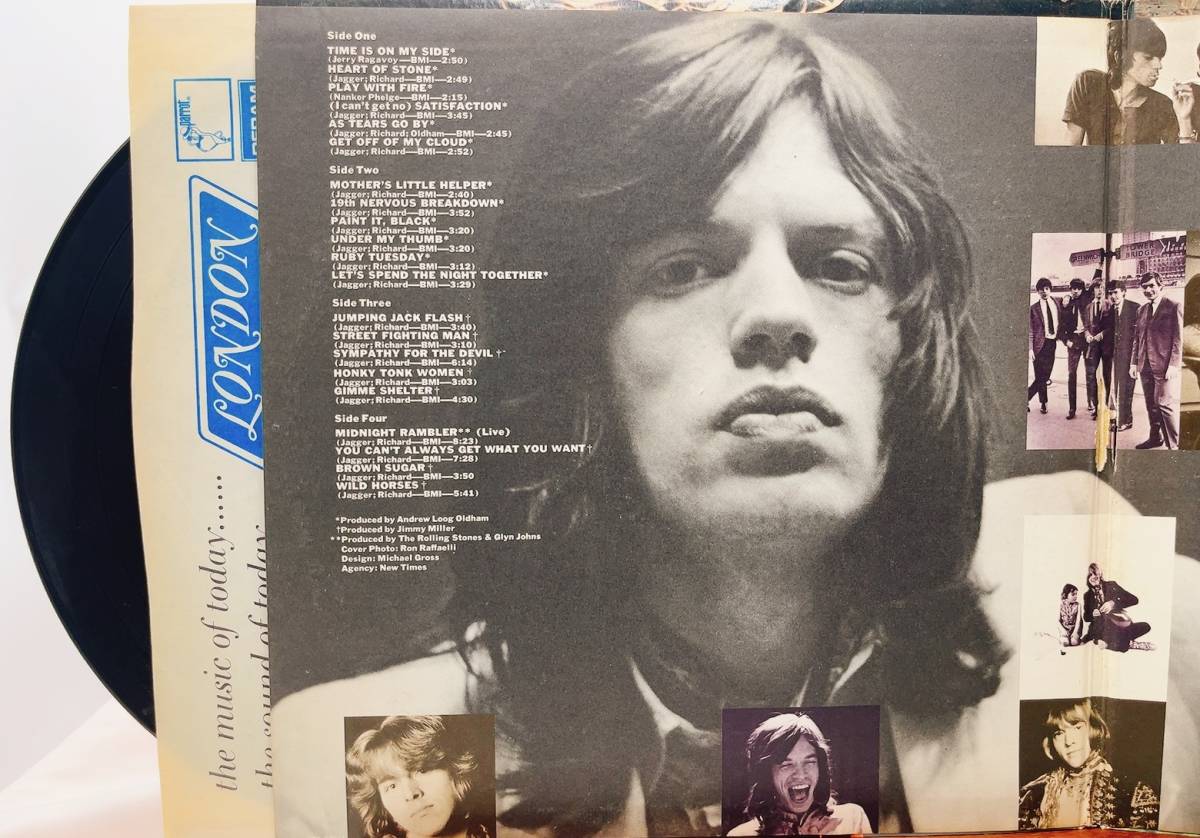 Side One
TIME IS ON MY SIDE*
(Jerry Ragavoy—BMI—2:50)
HEART OF STONE*
(Jagger; Richard—BMI—2:49)
PLAY WITH FIRE*
(Nanker Phelge—BMI—2:15)
(I can't get no) SATISFACTION*
(Jagger; Richard—BMI—3:45)
AS TEARS GO BY*
(Jagger; Richard; Oldham—BMI—2:45)
GET OFF OF MY CLOUD*
(Jagger; Richard—BMI—2:52)
Side Two
MOTHER'S LITTLE HELPER*
(Jagger; Richard—BMI—2:40)
19th NERVOUS BREAKDOWN*
(Jagger; Richard—BMI—3:52)
PAINT IT, BLACK*
(Jagger; Richard—BMI—3:20)
UNDER MY THUMB*
(Jagger; Richard—BMI—3:20)
RUBY TUESDAY*
(Jagger; Richard—BMI—3:12)
LET'S SPEND THE NIGHT TOGETHER*
(Jagger; Richard—BMI—3:29)
Side Three
JUMPING JACK FLASH†
(Jagger; Richard—BMI—3:40)
STREET FIGHTING MAN†
(Jagger; Richard—BMI—3:10)
SYMPATHY FOR THE DEVIL†
(Jagger; Richard—BMI—6:14)
HONKY TONK WOMEN†
(Jagger; Richard—BMI—3:03)
GIMME SHELTER†
(Jagger; Richard—BMI—4:30)
Side Four
MIDNIGHT RAMBLER** (Live)
(Jagger; Richard—BMI—8:23)
YOU CAN'T ALWAYS GET WHAT YOU WANT†
(Jagger; Richard—BMI—7:28)
BROWN SUGAR†
(Jagger; Richard—BMI—3:50
WILD HORSES†
(Jagger; Richard—BMI—5:41)
*Produced by Andrew Loog Oldham
†Produced by Jimmy Miller
**Produced by The Rolling Stones & Glyn Johns
Cover Photo: Ron Raffaelli
Design: Michael Gross
Agency: New Times
parrot
LONDON
the music of today......
the sound of today
TOWER
BRIDGE